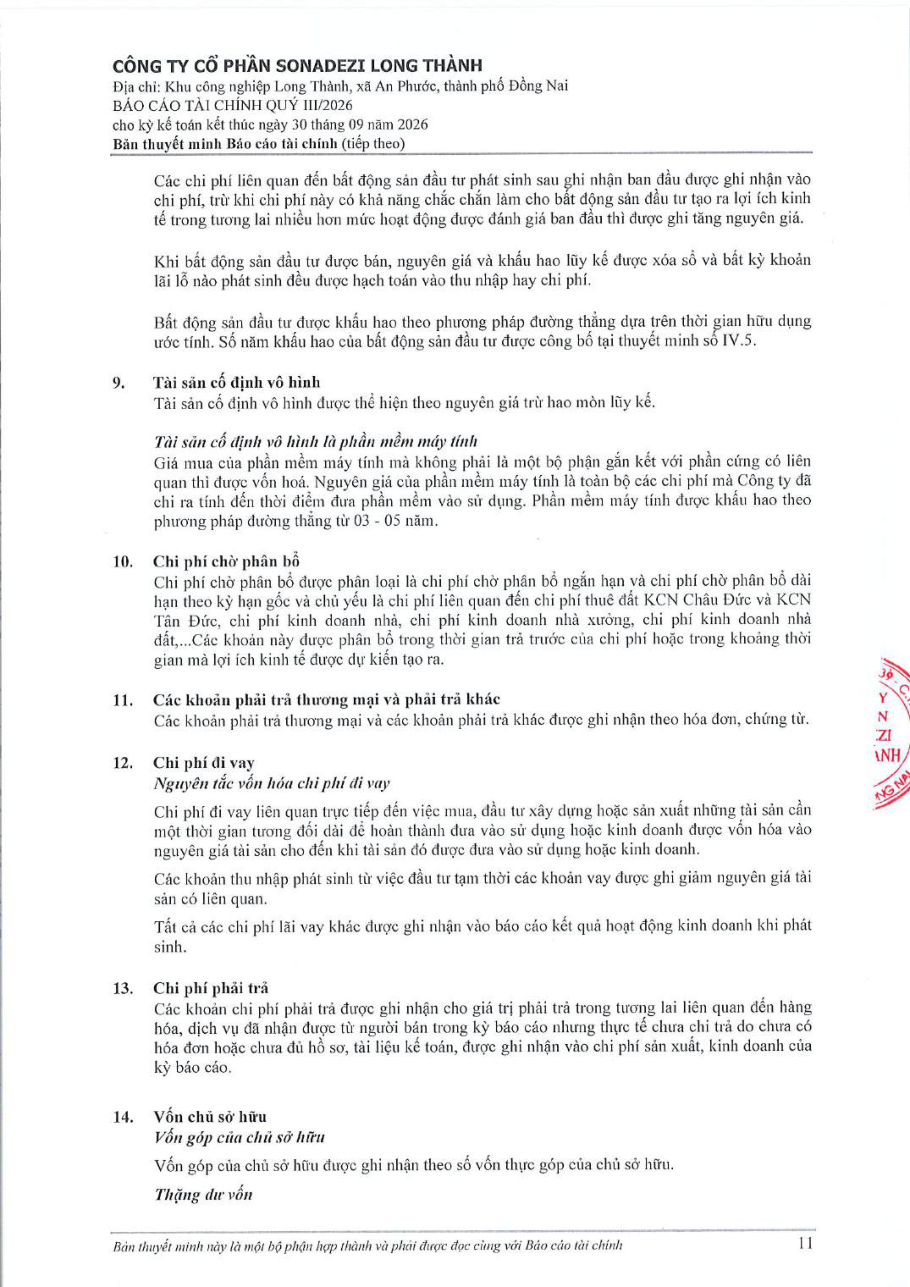 CÔNG TY CỔ PHẦN SONADEZI LONG THÀNH
Địa chỉ: Khu công nghiệp Long Thành, xã An Phước, thành phố Đồng Nai
BÁO CÁO TÀI CHÍNH QUÝ III/2026
cho kỳ kế toán kết thúc ngày 30 tháng 09 năm 2026
Bản thuyết minh Báo cáo tài chính (tiếp theo)
Các chi phí liên quan đến bất động sản đầu tư phát sinh sau ghi nhận ban đầu được ghi nhận vào
chi phí, trừ khi chi phí này có khả năng chắc chắn làm cho bất động sản đầu tư tạo ra lợi ích kinh
tế trong tương lai nhiều hơn mức hoạt động được đánh giá ban đầu thì được ghi tăng nguyên giá.
Khi bất động sản đầu tư được bán, nguyên giá và khấu hao lũy kế được xóa sổ và bất kỳ khoản
lãi lỗ nào phát sinh đều được hạch toán vào thu nhập hay chi phí.
Bất động sản đầu tư được khấu hao theo phương pháp đường thẳng dựa trên thời gian hữu dụng
ước tính. Số năm khấu hao của bất động sản đầu tư được công bố tại thuyết minh số IV.5.
9. Tài sản cố định vô hình
Tài sản cố định vô hình được thể hiện theo nguyên giá trừ hao mòn lũy kế.
Tài sản cố định vô hình là phần mềm máy tính
Giá mua của phần mềm máy tính mà không phải là một bộ phận gắn kết với phần cứng có liên
quan thì được vốn hoá. Nguyên giá của phần mềm máy tính là toàn bộ các chi phí mà Công ty đã
chi ra tính đến thời điểm đưa phần mềm vào sử dụng. Phần mềm máy tính được khấu hao theo
phương pháp đường thẳng từ 03 - 05 năm.
10. Chi phí chờ phân bổ
Chi phí chờ phân bổ được phân loại là chi phí chờ phân bổ ngắn hạn và chi phí chờ phân bổ dài
hạn theo kỳ hạn gốc và chủ yếu là chi phí liên quan đến chi phí thuê đất KCN Châu Đức và KCN
Tân Đức, chi phí kinh doanh nhà, chi phí kinh doanh nhà xưởng, chi phí kinh doanh nhà
đất,...Các khoản này được phân bổ trong thời gian trả trước của chi phí hoặc trong khoảng thời
gian mà lợi ích kinh tế được dự kiến tạo ra.
11. Các khoản phải trả thương mại và phải trả khác
Các khoản phải trả thương mại và các khoản phải trả khác được ghi nhận theo hóa đơn, chứng từ.
12. Chi phí đi vay
Nguyên tắc vốn hóa chi phí đi vay
Chi phí đi vay liên quan trực tiếp đến việc mua, đầu tư xây dựng hoặc sản xuất những tài sản cần
một thời gian tương đối dài để hoàn thành đưa vào sử dụng hoặc kinh doanh được vốn hóa vào
nguyên giá tài sản cho đến khi tài sản đó được đưa vào sử dụng hoặc kinh doanh.
Các khoản thu nhập phát sinh từ việc đầu tư tạm thời các khoản vay được ghi giảm nguyên giá tài
sản có liên quan.
Tất cả các chi phí lãi vay khác được ghi nhận vào báo cáo kết quả hoạt động kinh doanh khi phát
sinh.
13. Chi phí phải trả
Các khoản chi phí phải trả được ghi nhận cho giá trị phải trả trong tương lai liên quan đến hàng
hóa, dịch vụ đã nhận được từ người bán trong kỳ báo cáo nhưng thực tế chưa chi trả do chưa có
hóa đơn hoặc chưa đủ hồ sơ, tài liệu kế toán, được ghi nhận vào chi phí sản xuất, kinh doanh của
kỳ báo cáo.
14. Vốn chủ sở hữu
Vốn góp của chủ sở hữu
Vốn góp của chủ sở hữu được ghi nhận theo số vốn thực góp của chủ sở hữu.
Thặng dư vốn
Bản thuyết minh này là một bộ phận hợp thành và phải được đọc cùng với Báo cáo tài chính 11